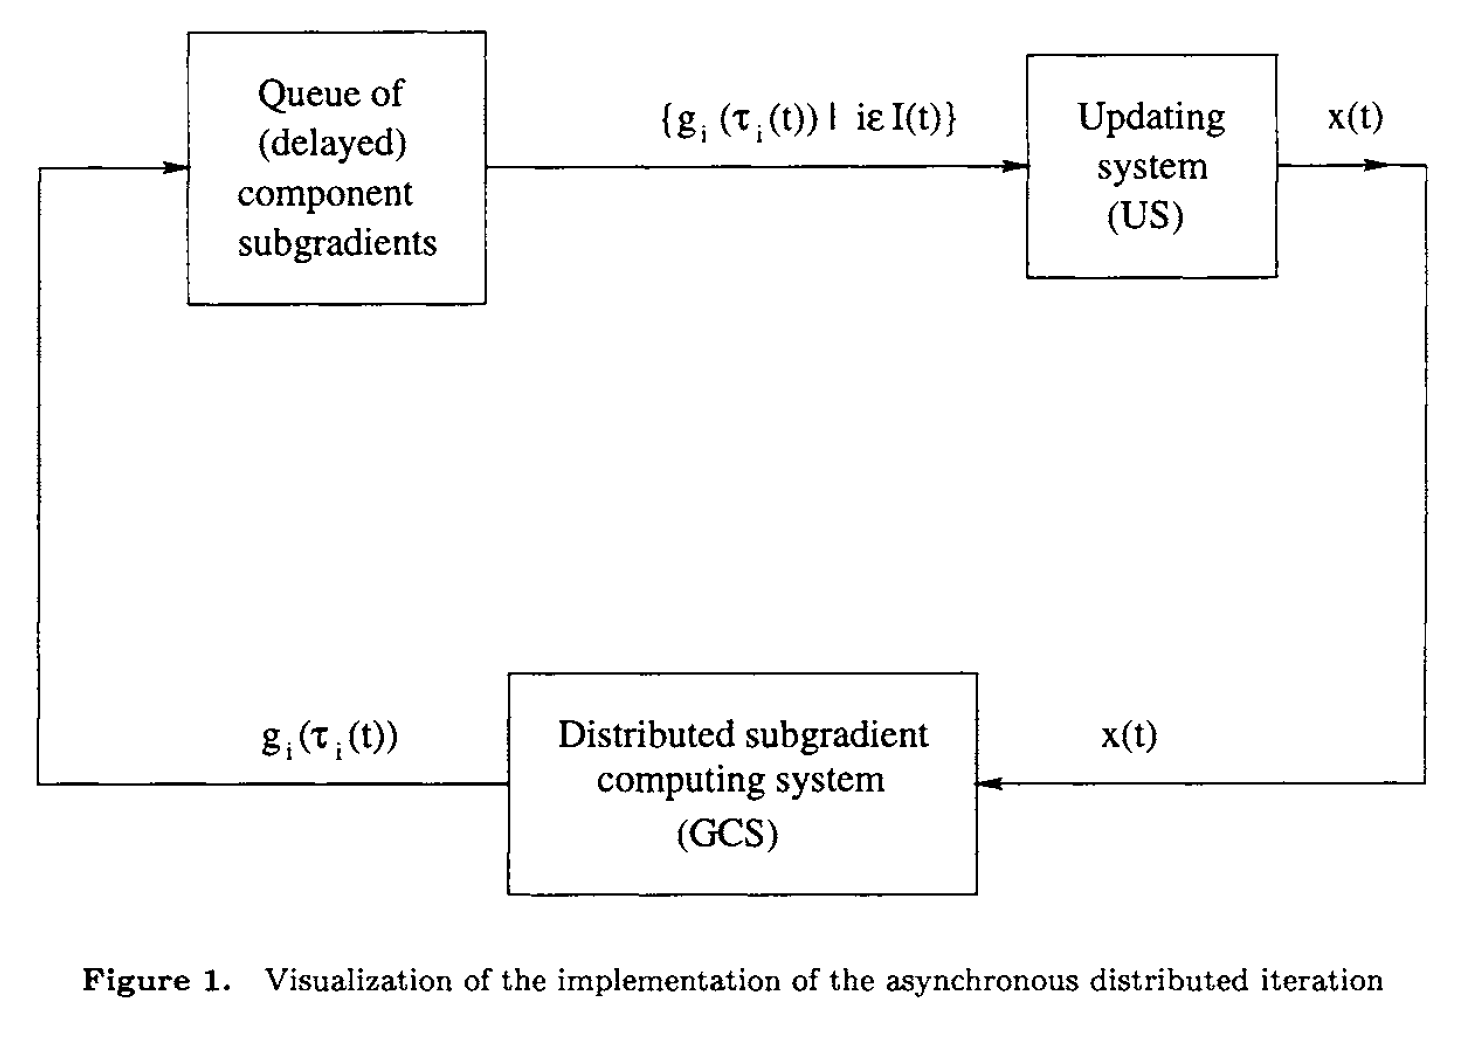 Queue of
(delayed)
component
subgradients
{g_i (τ_i(t)) | iε I(t)}
Updating
system
(US)
x(t)
g_i(τ_i(t))
Distributed subgradient
computing system
(GCS)
x(t)
Figure 1. Visualization of the implementation of the asynchronous distributed iteration